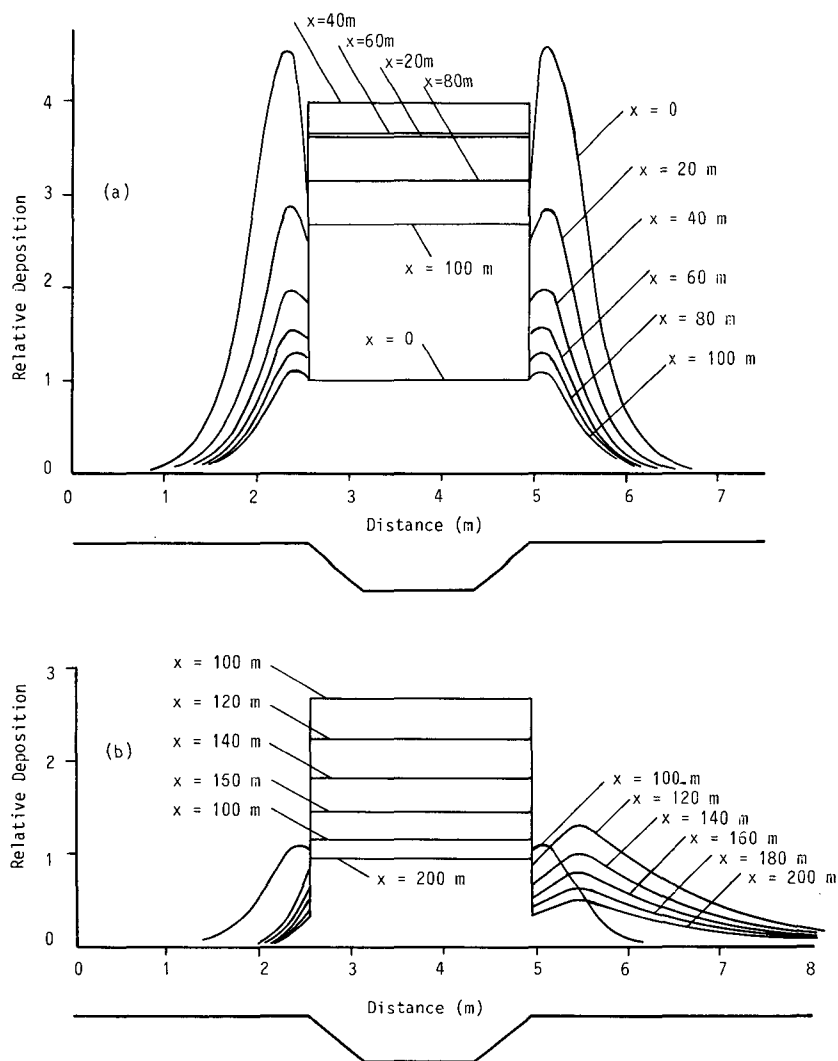 x=40m
x=60m
x=20m
x=80m
4
3
2
1
0
Relative Deposition
(a)
x = 0
x = 20 m
x = 40 m
x = 60 m
x = 80 m
x = 100 m
x = 100 m
x = 0
0 1 2 3 4 5 6 7
Distance (m)
3
2
1
0
Relative Deposition
(b)
x = 100 m
x = 120 m
x = 140 m
x = 150 m
x = 100 m
x = 200 m
x = 100 m
x = 120 m
x = 140 m
x = 160 m
x = 180 m
x = 200 m
0 1 2 3 4 5 6 7 8
Distance (m)